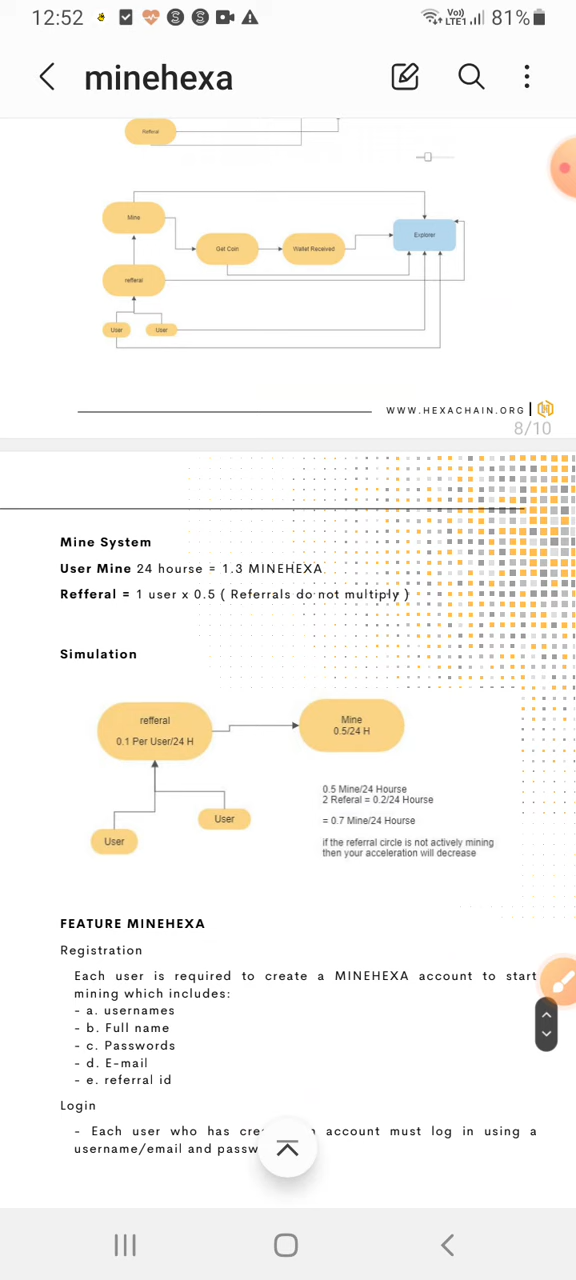 12:52
Vo)
LTE1
81%
minehexa
Refferal
Mine
Get Coin
Wallet Received
Explorer
refferal
User
User
WWW.HEXACHAIN.ORG
8/10
Mine System
User Mine 24 hourse = 1.3 MINEHEXA
Refferal = 1 user x 0.5 ( Referrals do not multiply )
Simulation
refferal
0.1 Per User/24 H
Mine
0.5/24 H
User
User
0.5 Mine/24 Hourse
2 Referal = 0.2/24 Hourse
= 0.7 Mine/24 Hourse
if the referral circle is not actively mining
then your acceleration will decrease
FEATURE MINEHEXA
Registration
Each user is required to create a MINEHEXA account to start
mining which includes:
- a. usernames
- b. Full name
- c. Passwords
- d. E-mail
- e. referral id
Login
- Each user who has cre account must log in using a
username/email and passw